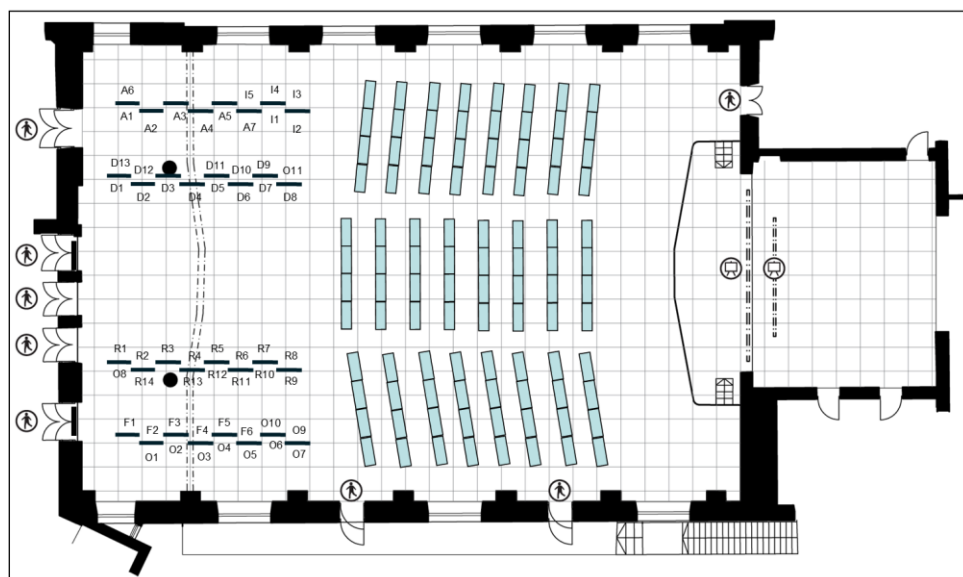 A6 I5 I4 I3
A1 A2 A3 A4 A5 A7 I1 I2
D13 D12 D11 D10 D9 O11
D1 D2 D3 D4 D5 D6 D7 D8
R1 R2 R3 R4 R5 R6 R7 R8
O8 R14 R13 R12 R11 R10 R9
F1 F2 F3 F4 F5 F6 O10 O9
O1 O2 O3 O4 O5 O6 O7